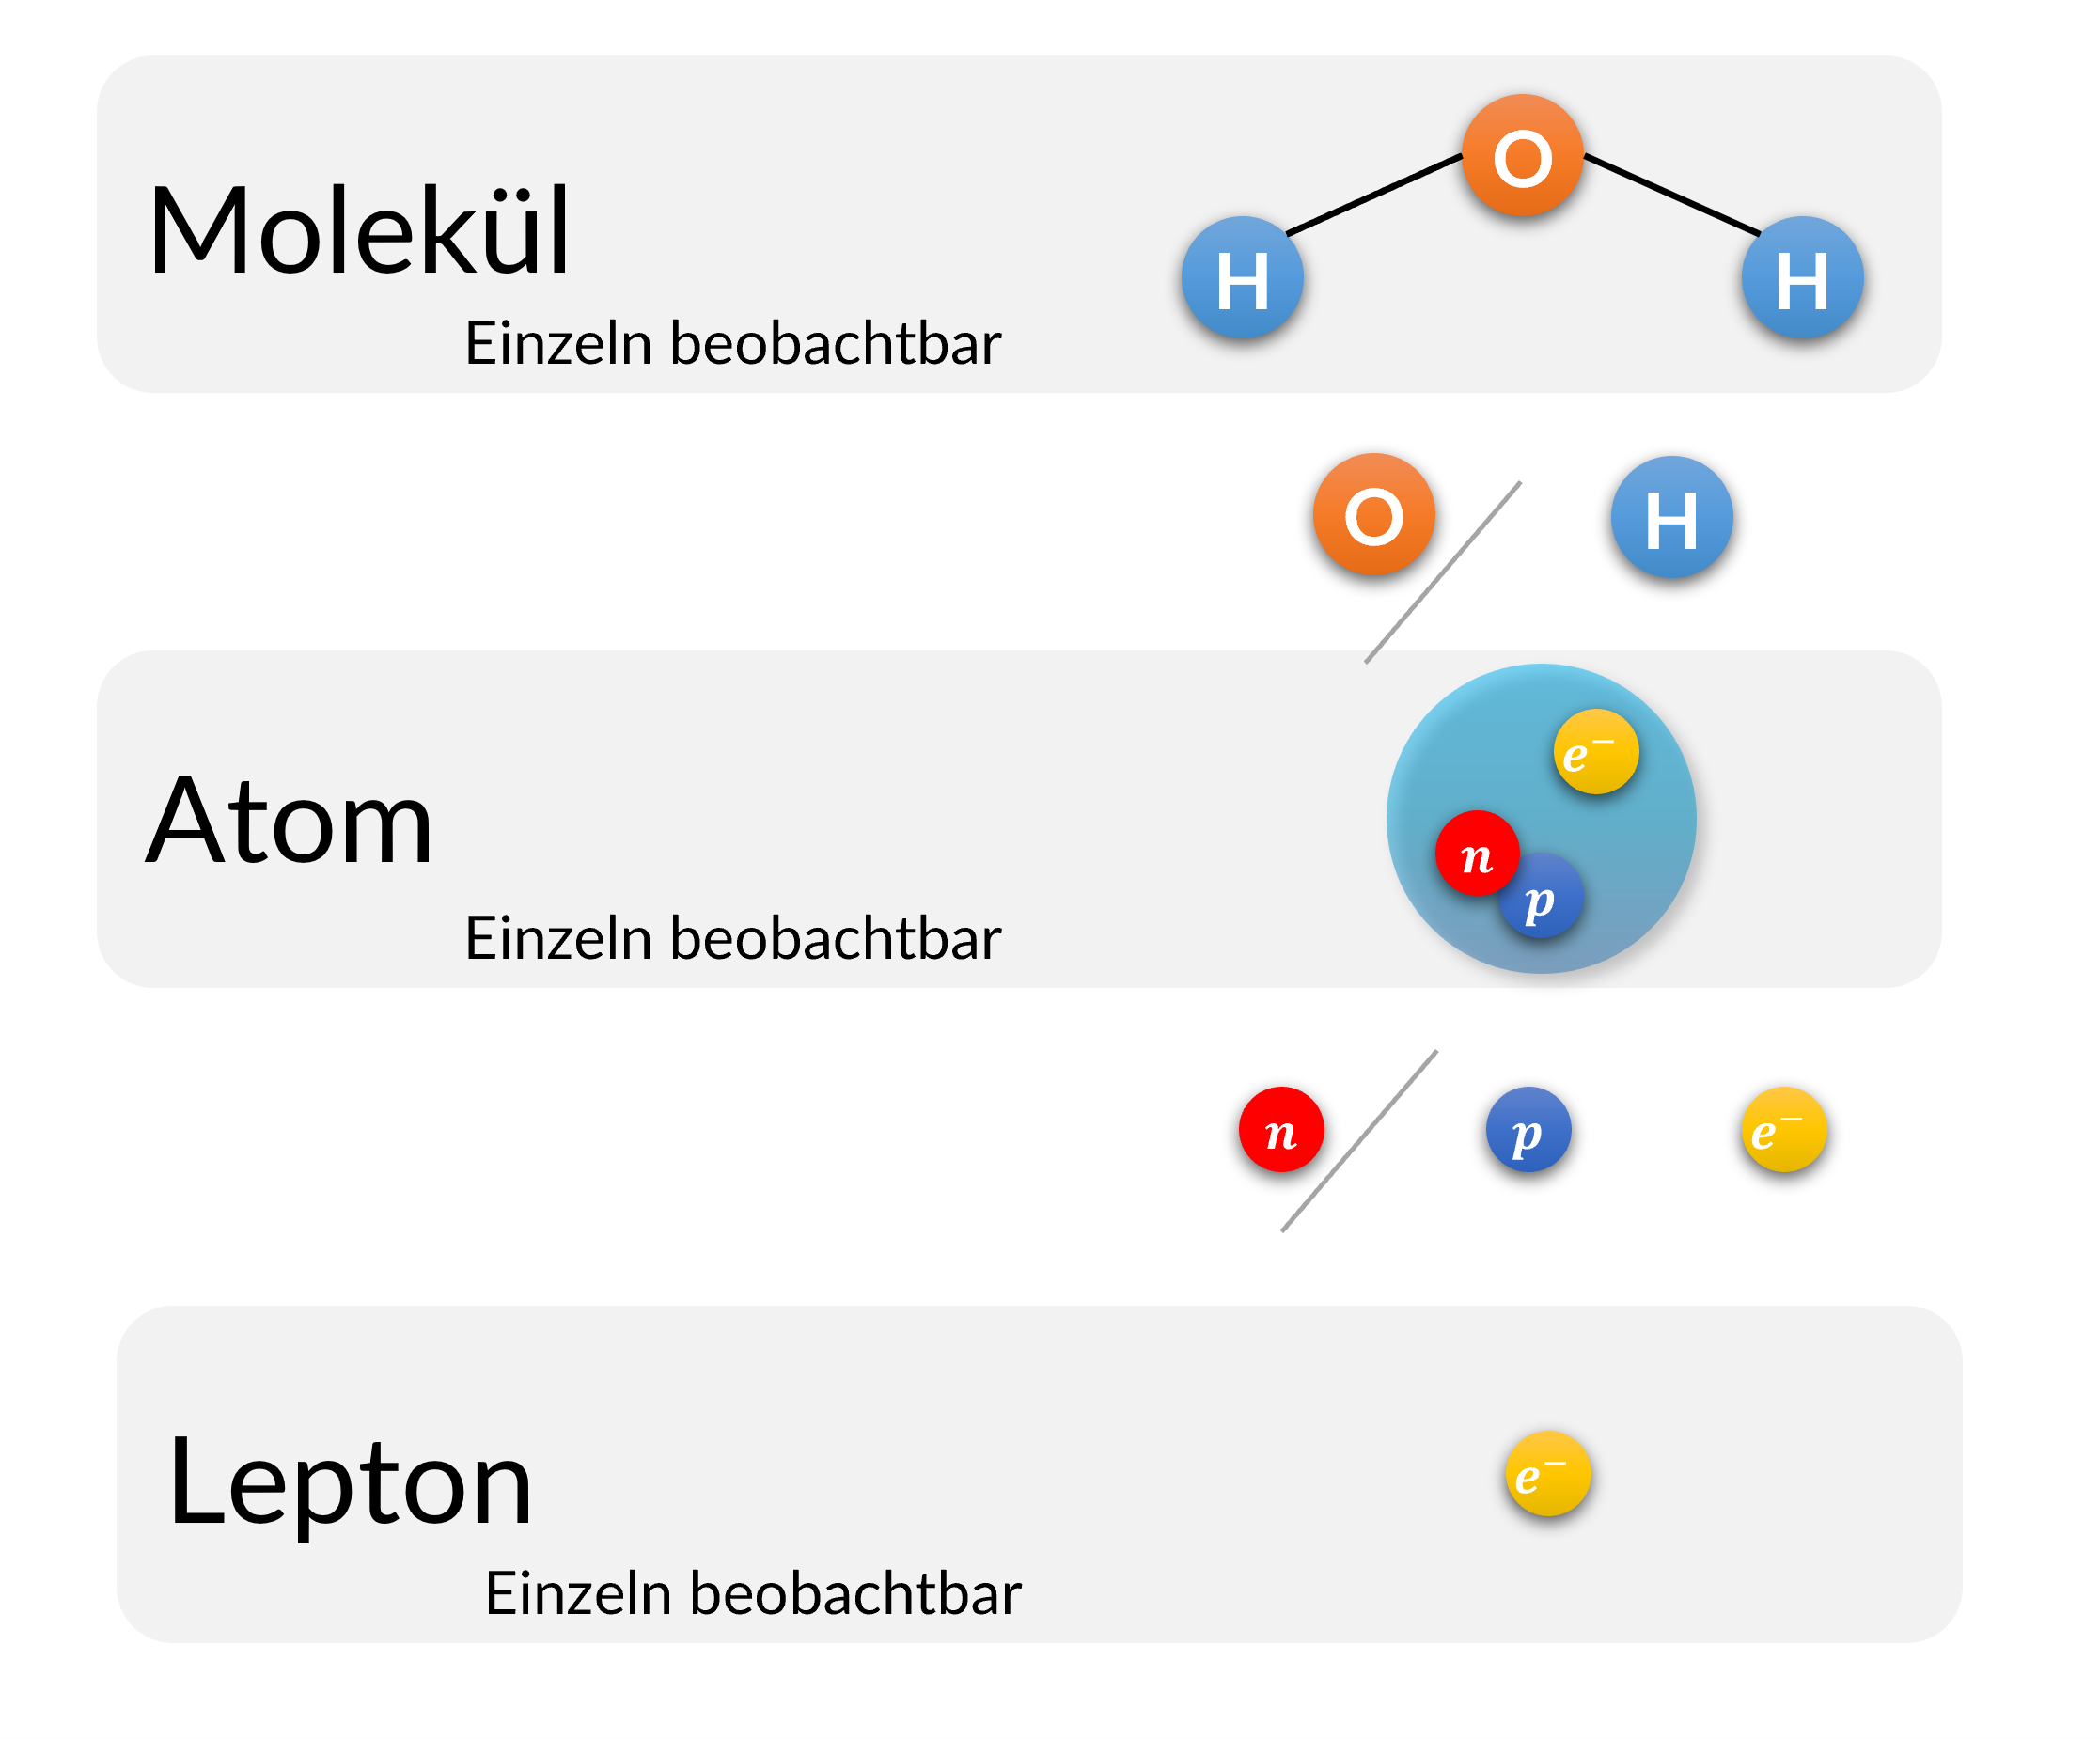 O
H H
Molekül
Einzeln beobachtbar
O H
e⁻
n
p
Atom
Einzeln beobachtbar
n p e⁻
Lepton
e⁻
Einzeln beobachtbar